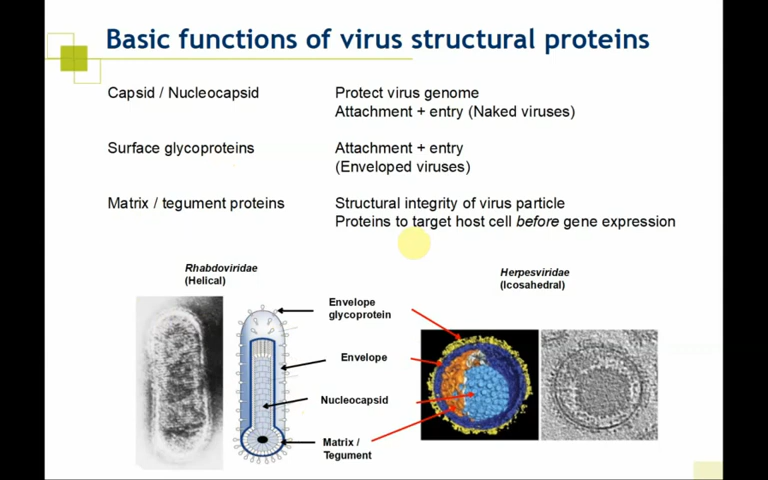 Basic functions of virus structural proteins
Capsid / Nucleocapsid
Protect virus genome
Attachment + entry (Naked viruses)
Surface glycoproteins
Attachment + entry
(Enveloped viruses)
Matrix / tegument proteins
Structural integrity of virus particle
Proteins to target host cell before gene expression
Rhabdoviridae
(Helical)
Herpesviridae
(Icosahedral)
Envelope
glycoprotein
Envelope
Nucleocapsid
Matrix /
Tegument